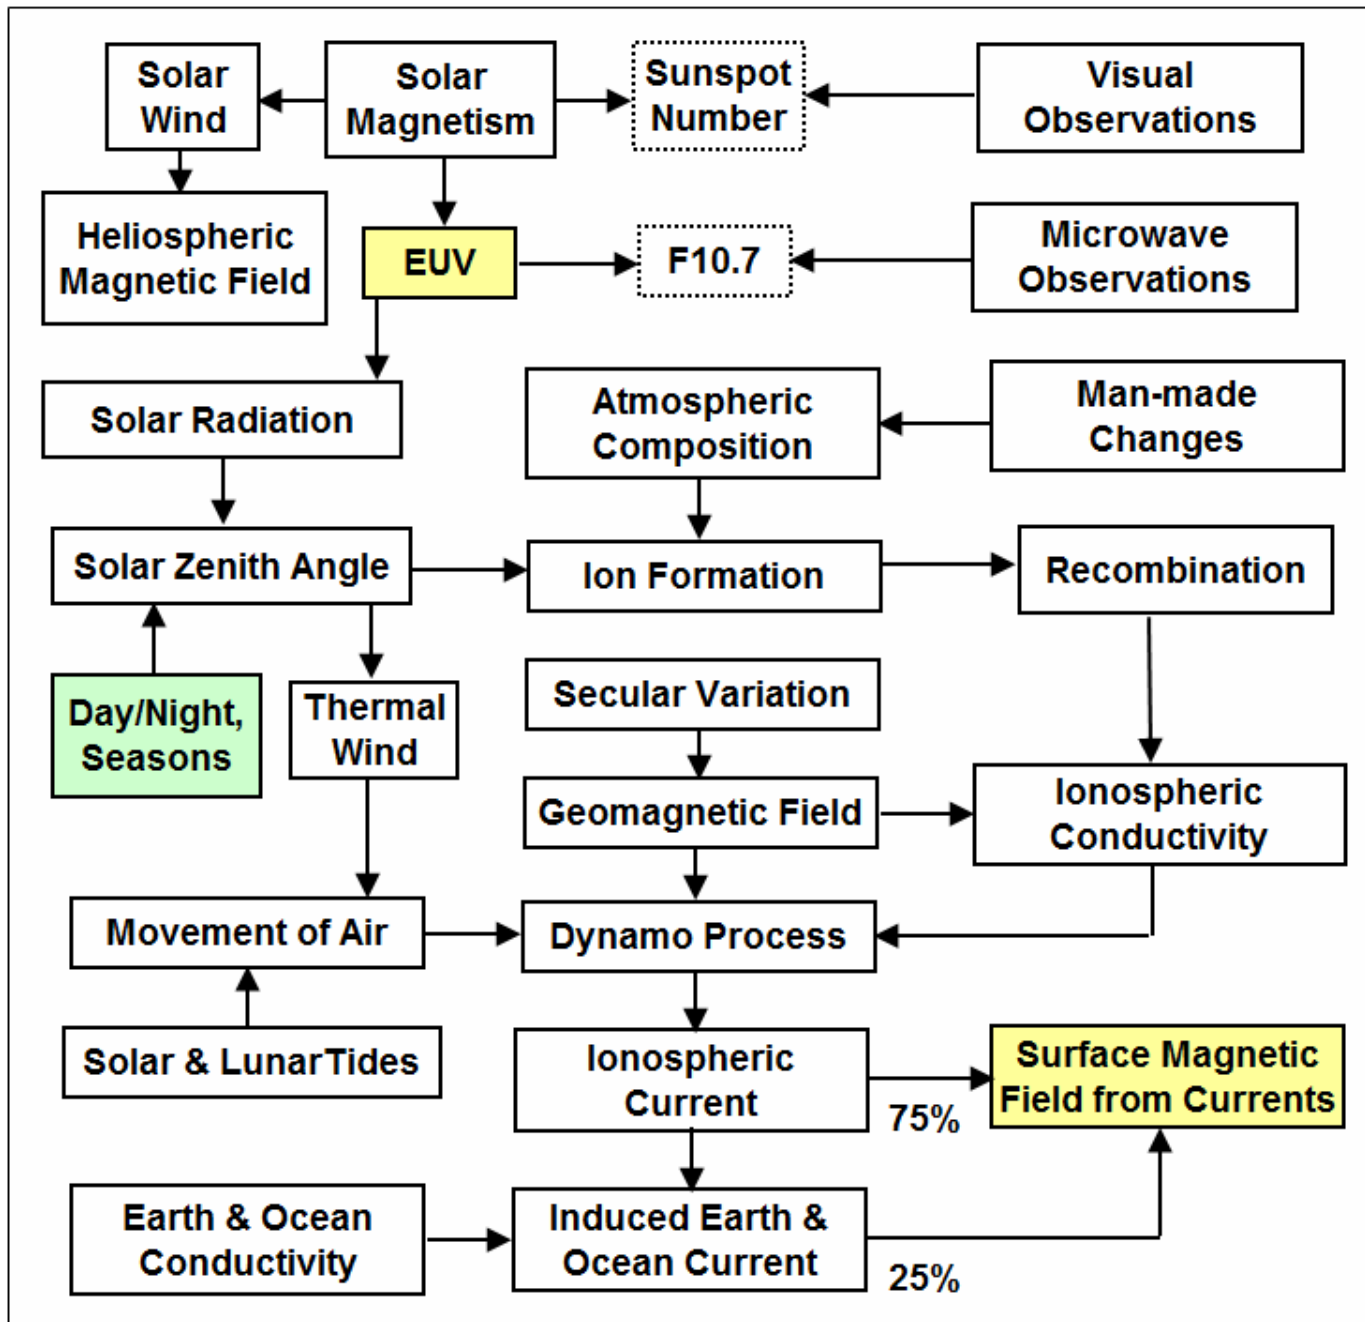 Solar
Wind
Solar
Magnetism
Sunspot
Number
Visual
Observations
Heliospheric
Magnetic Field
EUV
F10.7
Microwave
Observations
Solar Radiation
Atmospheric
Composition
Man-made
Changes
Solar Zenith Angle
Ion Formation
Recombination
Day/Night,
Seasons
Thermal
Wind
Secular Variation
Geomagnetic Field
Ionospheric
Conductivity
Movement of Air
Dynamo Process
Solar & LunarTides
Ionospheric
Current
75%
Surface Magnetic
Field from Currents
Earth & Ocean
Conductivity
Induced Earth &
Ocean Current
25%